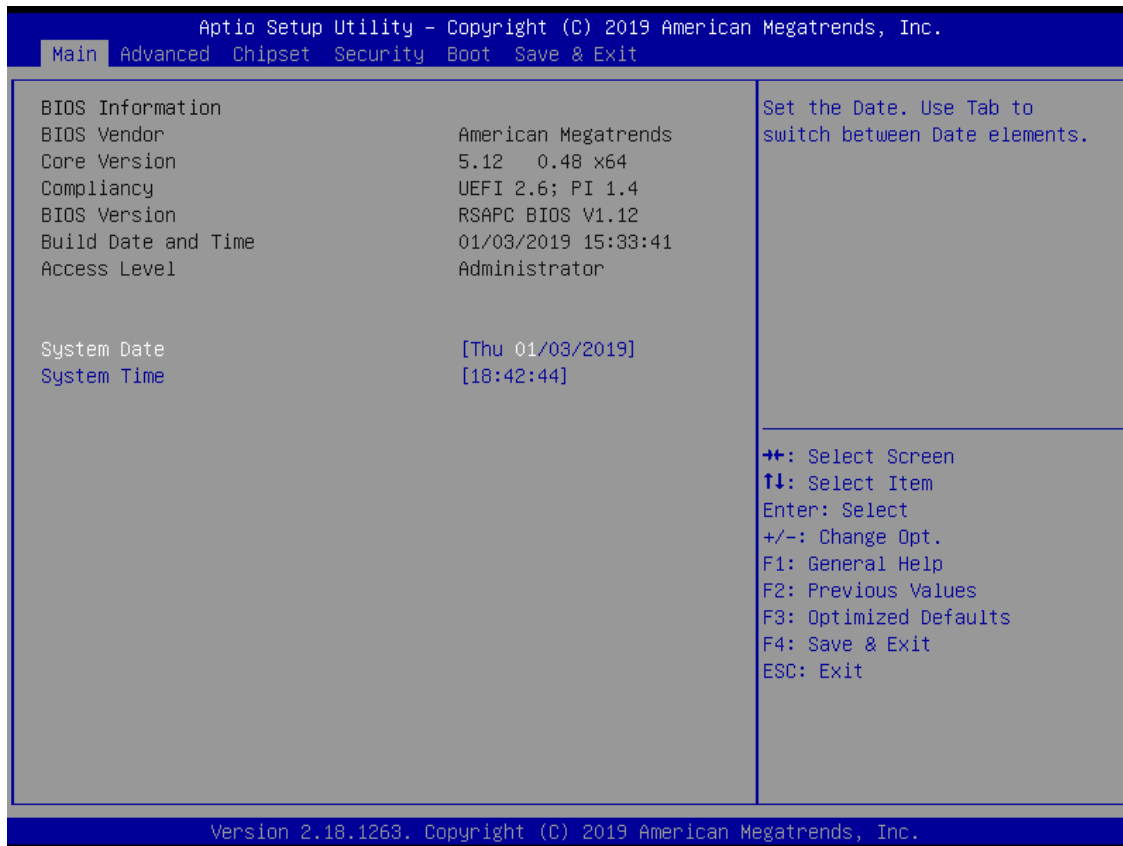 Aptio Setup Utility – Copyright (C) 2019 American Megatrends, Inc.
Main Advanced Chipset Security Boot Save & Exit
BIOS Information
BIOS Vendor American Megatrends
Core Version 5.12 0.48 x64
Compliancy UEFI 2.6; PI 1.4
BIOS Version RSAPC BIOS V1.12
Build Date and Time 01/03/2019 15:33:41
Access Level Administrator
System Date [Thu 01/03/2019]
System Time [18:42:44]
Set the Date. Use Tab to
switch between Date elements.
→←: Select Screen
↑↓: Select Item
Enter: Select
+/-: Change Opt.
F1: General Help
F2: Previous Values
F3: Optimized Defaults
F4: Save & Exit
ESC: Exit
Version 2.18.1263. Copyright (C) 2019 American Megatrends, Inc.